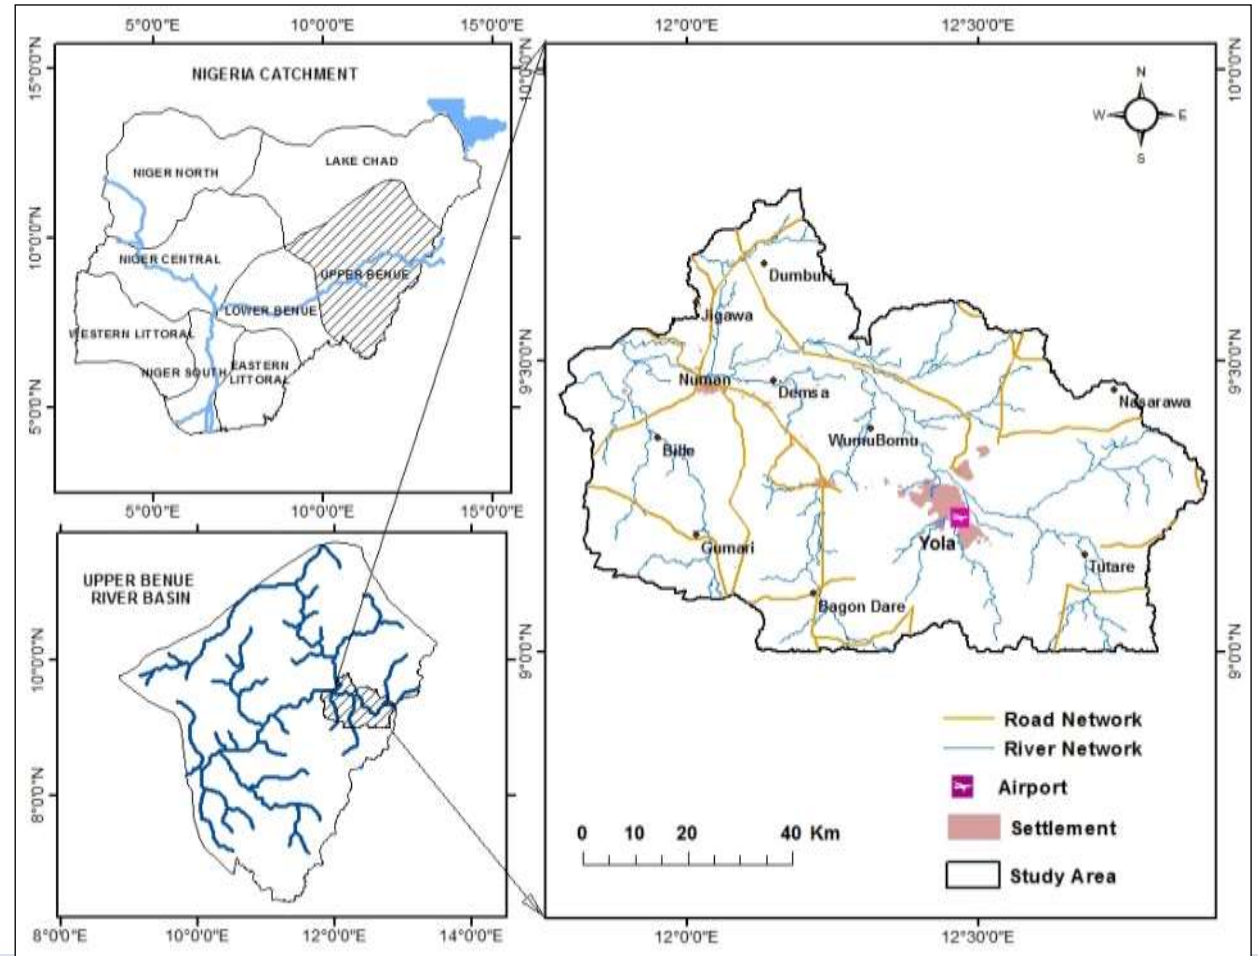 5°0'0"E 10°0'0"E 15°0'0"E
15°0'0"N
10°0'0"N
5°0'0"N
NIGERIA CATCHMENT
NIGER NORTH
LAKE CHAD
NIGER CENTRAL
UPPER BENUE
LOWER BENUE
WESTERN LITTORAL
NIGER SOUTH
EASTERN
LITTORAL
5°0'0"E 10°0'0"E 15°0'0"E
UPPER BENUE
RIVER BASIN
10°0'0"N
8°0'0"N
8°0'0"E 10°0'0"E 12°0'0"E 14°0'0"E
12°0'0"E 12°30'0"E
10°0'0"N 10°0'0"N
9°30'0"N 9°30'0"N
9°0'0"N 9°0'0"N
N
W E
S
Dumburi
Jigawa
Numan
Demsa
Nasarawa
WumuBomu
Bille
Yola
Gumari
Tutare
Bagon Dare
Road Network
River Network
Airport
Settlement
Study Area
0 10 20 40 Km
12°0'0"E 12°30'0"E